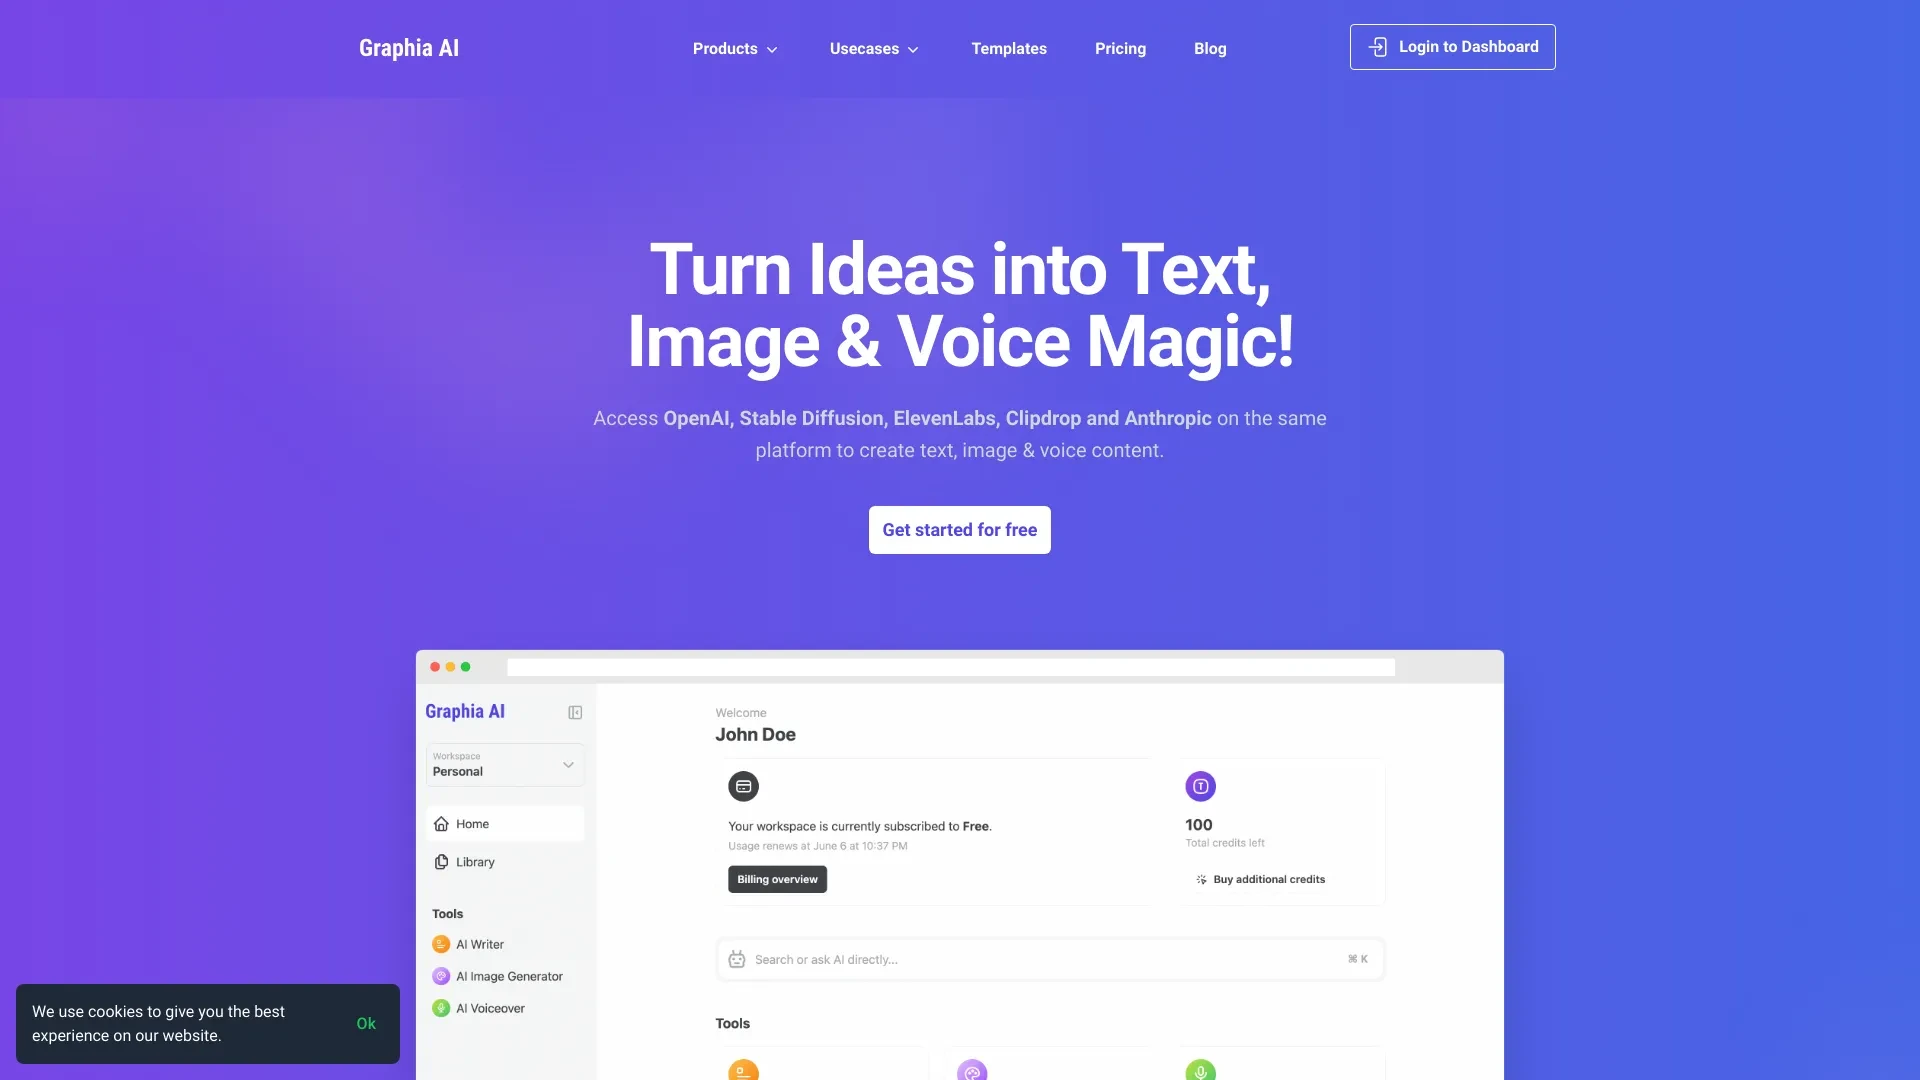 Graphia AI
Products
Usecases
Templates
Pricing
Blog
Login to Dashboard
Turn Ideas into Text,
Image & Voice Magic!
Access OpenAI, Stable Diffusion, ElevenLabs, Clipdrop and Anthropic on the same
platform to create text, image & voice content.
Get started for free
Graphia AI
Workspace
Personal
Home
Library
Tools
AI Writer
AI Image Generator
AI Voiceover
Welcome
John Doe
Your workspace is currently subscribed to Free.
Usage renews at June 6 at 10:37 PM
Billing overview
100
Total credits left
Buy additional credits
Search or ask AI directly...
⌘ K
Tools
We use cookies to give you the best
experience on our website.
Ok